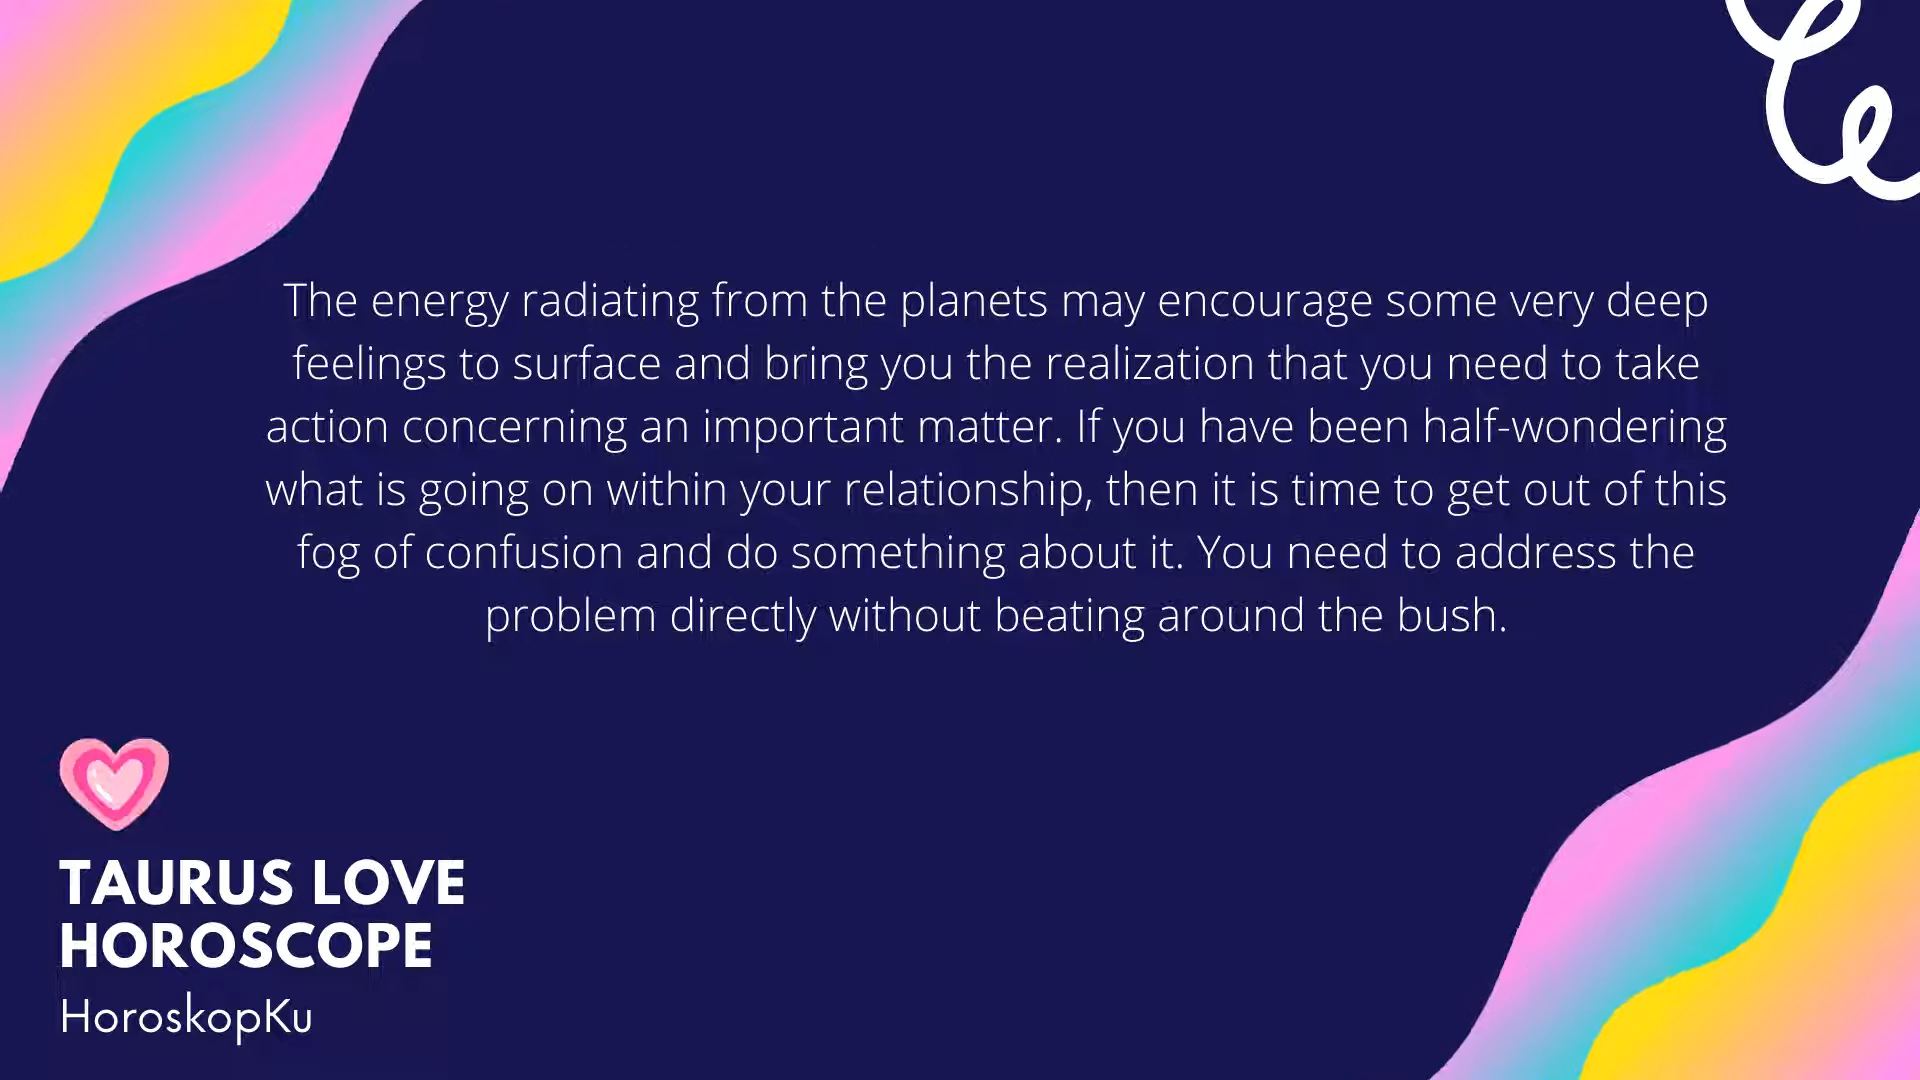 The energy radiating from the planets may encourage some very deep
feelings to surface and bring you the realization that you need to take
action concerning an important matter. If you have been half-wondering
what is going on within your relationship, then it is time to get out of this
fog of confusion and do something about it. You need to address the
problem directly without beating around the bush.
TAURUS LOVE
HOROSCOPE
HoroskopKu